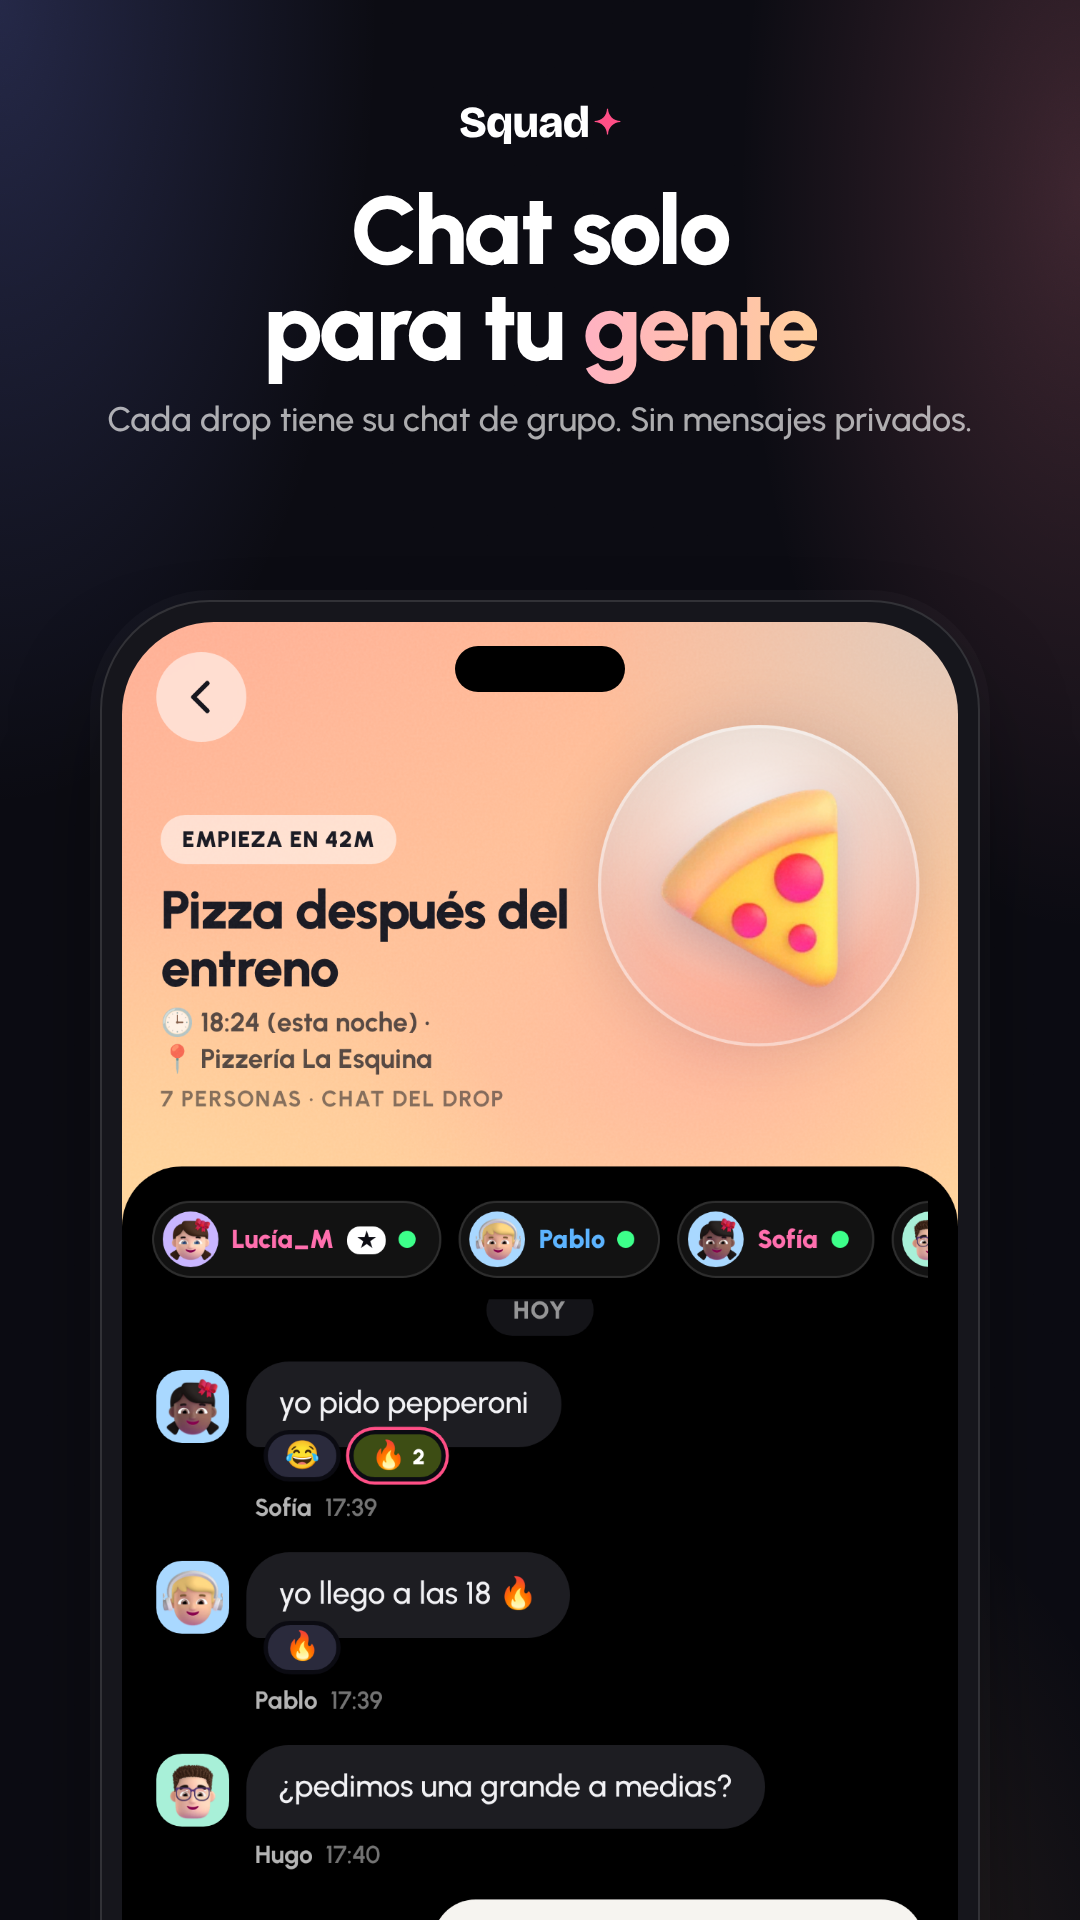 Squad
Chat solo
para tu gente
Cada drop tiene su chat de grupo. Sin mensajes privados.
EMPIEZA EN 42M
Pizza después del
entreno
🕒 18:24 (esta noche) ·
📍 Pizzería La Esquina
7 PERSONAS · CHAT DEL DROP
Lucía_M ★ Pablo Sofía
HOY
yo pido pepperoni
😂 🔥 2
Sofía 17:39
yo llego a las 18 🔥
🔥
Pablo 17:39
¿pedimos una grande a medias?
Hugo 17:40